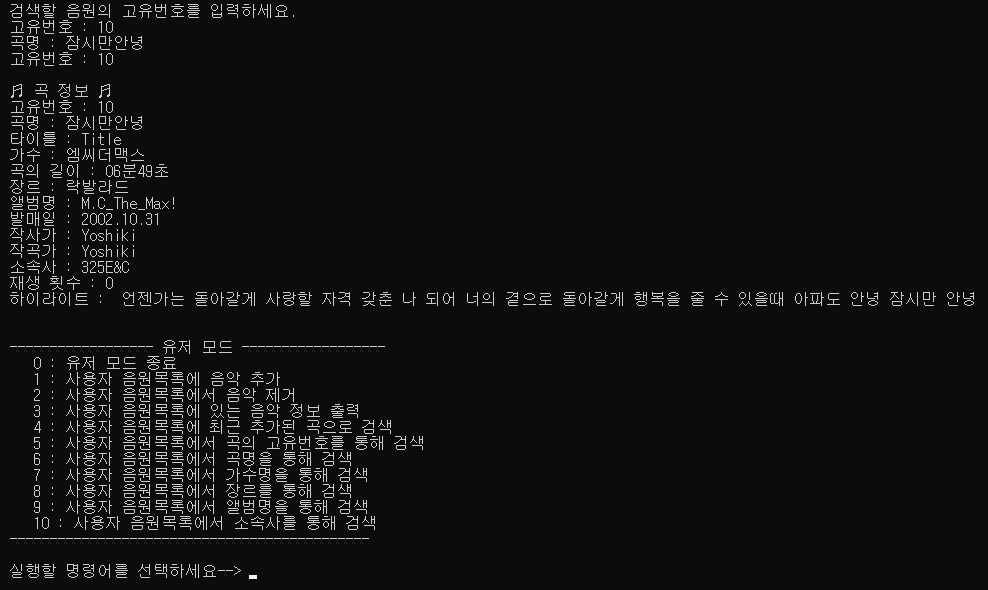 검색할 음원의 고유번호를 입력하세요.
고유번호 : 10
곡명 : 잠시만안녕
고유번호 : 10
♬ 곡 정보 ♬
고유번호 : 10
곡명 : 잠시만안녕
타이틀 : Title
가수 : 엠씨더맥스
곡의 길이 : 06분49초
장르 : 락발라드
앨범명 : M.C_The_Max!
발매일 : 2002.10.31
작사가 : Yoshiki
작곡가 : Yoshiki
소속사 : 325E&C
재생 횟수 : 0
하이라이트 :  언젠가는 돌아갈게 사랑할 자격 갖춘 나 되어 너의 곁으로 돌아갈게 행복을 줄 수 있을때 아파도 안녕 잠시만 안녕
------------------ 유저 모드 ------------------
0 : 유저 모드 종료
1 : 사용자 음원목록에 음악 추가
2 : 사용자 음원목록에서 음악 제거
3 : 사용자 음원목록에 있는 음악 정보 출력
4 : 사용자 음원목록에 최근 추가된 곡으로 검색
5 : 사용자 음원목록에서 곡의 고유번호를 통해 검색
6 : 사용자 음원목록에서 곡명을 통해 검색
7 : 사용자 음원목록에서 가수명을 통해 검색
8 : 사용자 음원목록에서 장르를 통해 검색
9 : 사용자 음원목록에서 앨범명을 통해 검색
10 : 사용자 음원목록에서 소속사를 통해 검색
---------------------------------------------
실행할 명령어를 선택하세요-->